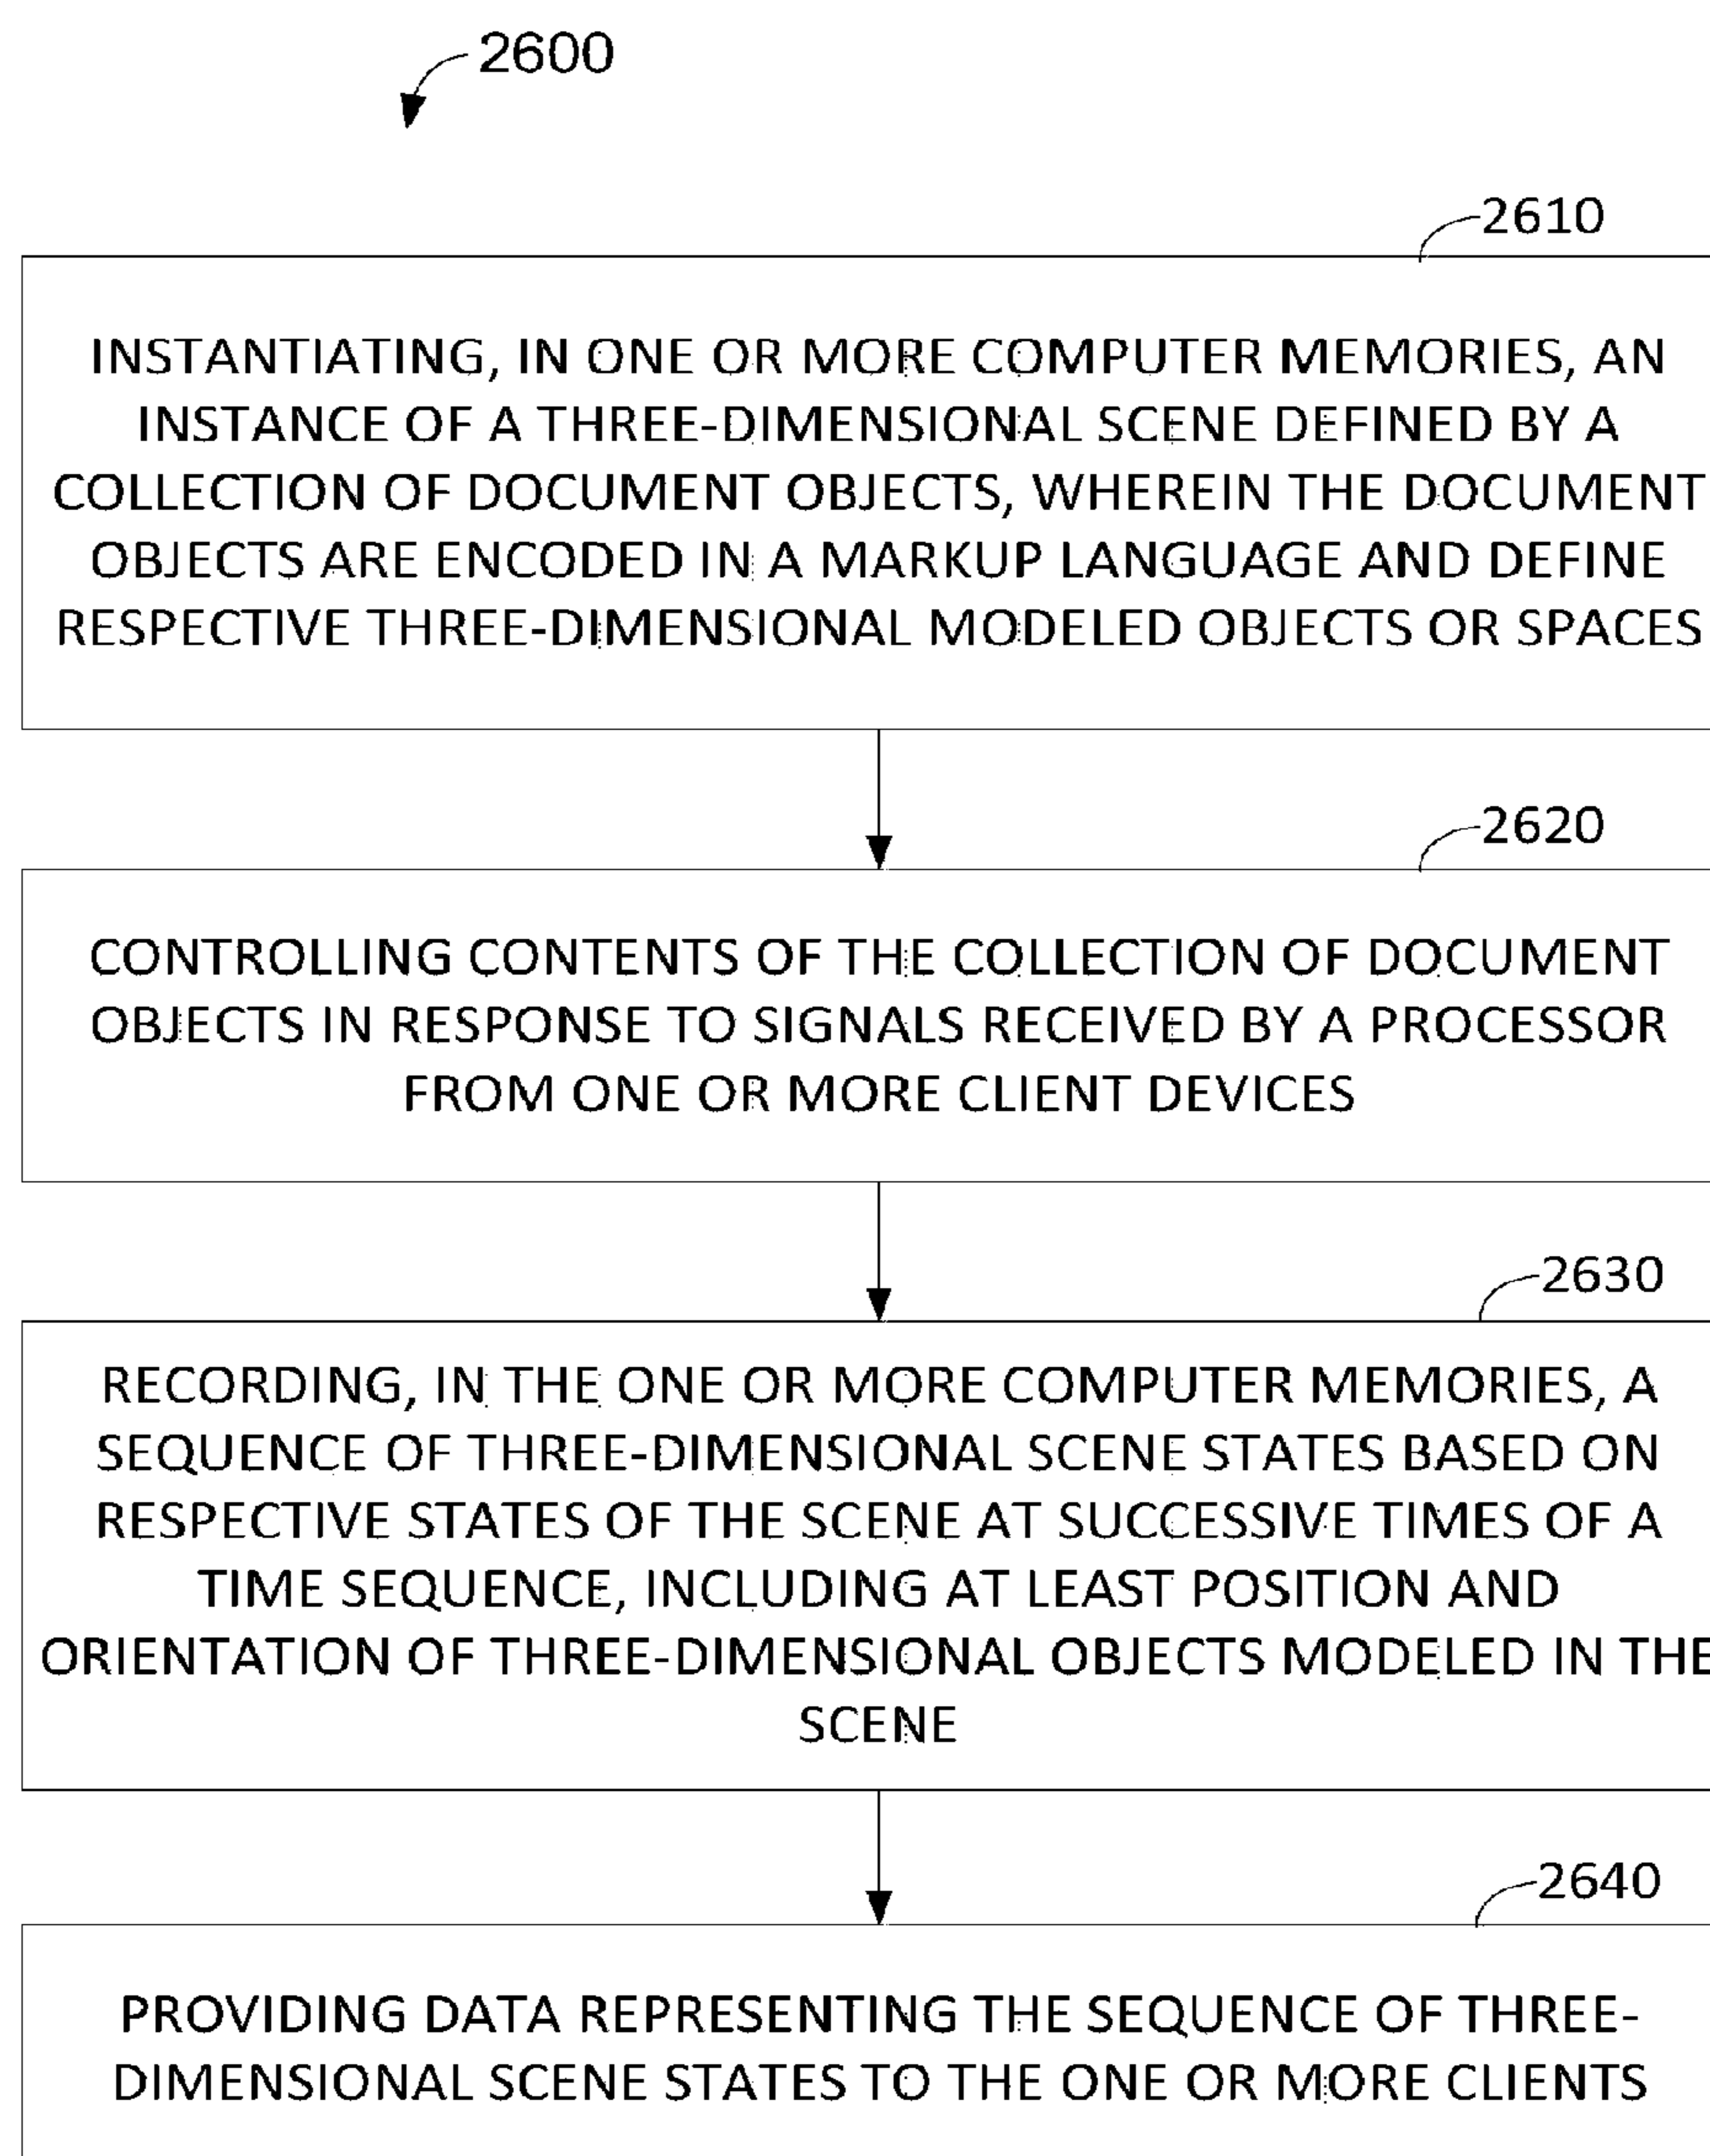 2600
2610
INSTANTIATING, IN ONE OR MORE COMPUTER MEMORIES, AN
INSTANCE OF A THREE-DIMENSIONAL SCENE DEFINED BY A
COLLECTION OF DOCUMENT OBJECTS, WHEREIN THE DOCUMENT
OBJECTS ARE ENCODED IN A MARKUP LANGUAGE AND DEFINE
RESPECTIVE THREE-DIMENSIONAL MODELED OBJECTS OR SPACES
2620
CONTROLLING CONTENTS OF THE COLLECTION OF DOCUMENT
OBJECTS IN RESPONSE TO SIGNALS RECEIVED BY A PROCESSOR
FROM ONE OR MORE CLIENT DEVICES
2630
RECORDING, IN THE ONE OR MORE COMPUTER MEMORIES, A
SEQUENCE OF THREE-DIMENSIONAL SCENE STATES BASED ON
RESPECTIVE STATES OF THE SCENE AT SUCCESSIVE TIMES OF A
TIME SEQUENCE, INCLUDING AT LEAST POSITION AND
ORIENTATION OF THREE-DIMENSIONAL OBJECTS MODELED IN THE
SCENE
2640
PROVIDING DATA REPRESENTING THE SEQUENCE OF THREE-
DIMENSIONAL SCENE STATES TO THE ONE OR MORE CLIENTS